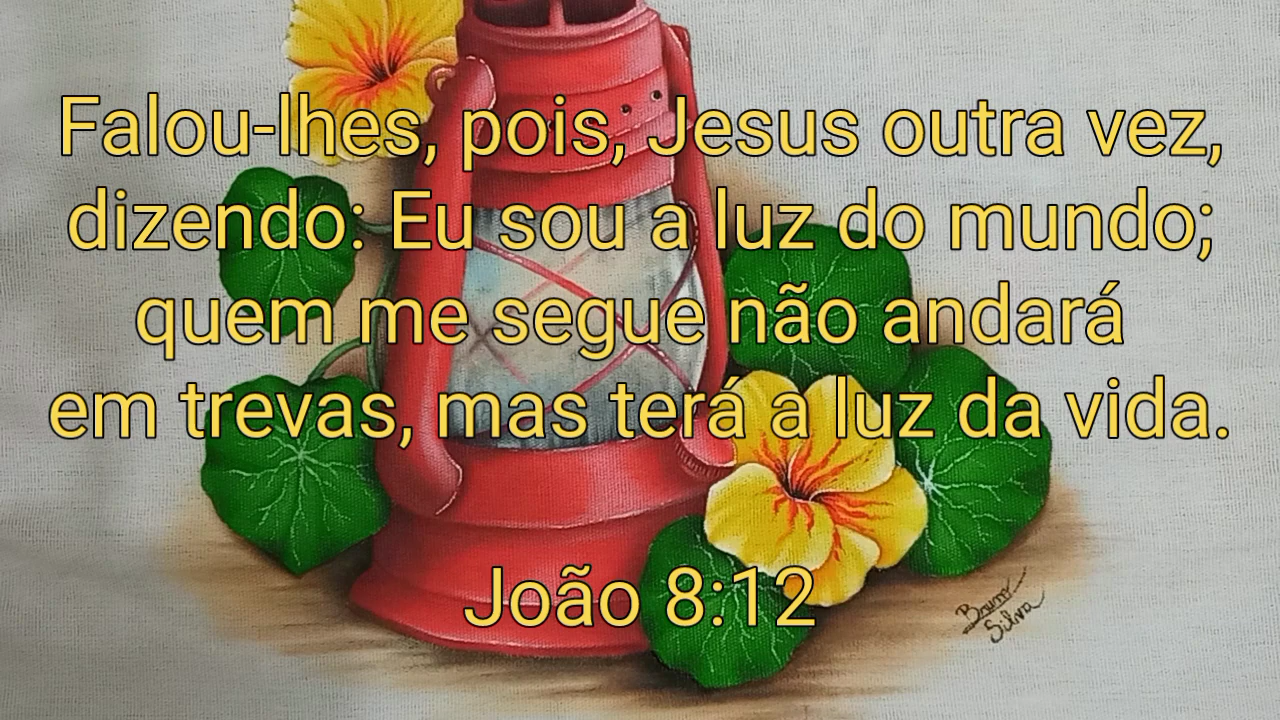 Falou-lhes, pois, Jesus outra vez,
dizendo: Eu sou a luz do mundo;
quem me segue não andará
em trevas, mas terá a luz da vida.
João 8:12
Bruno
Silva